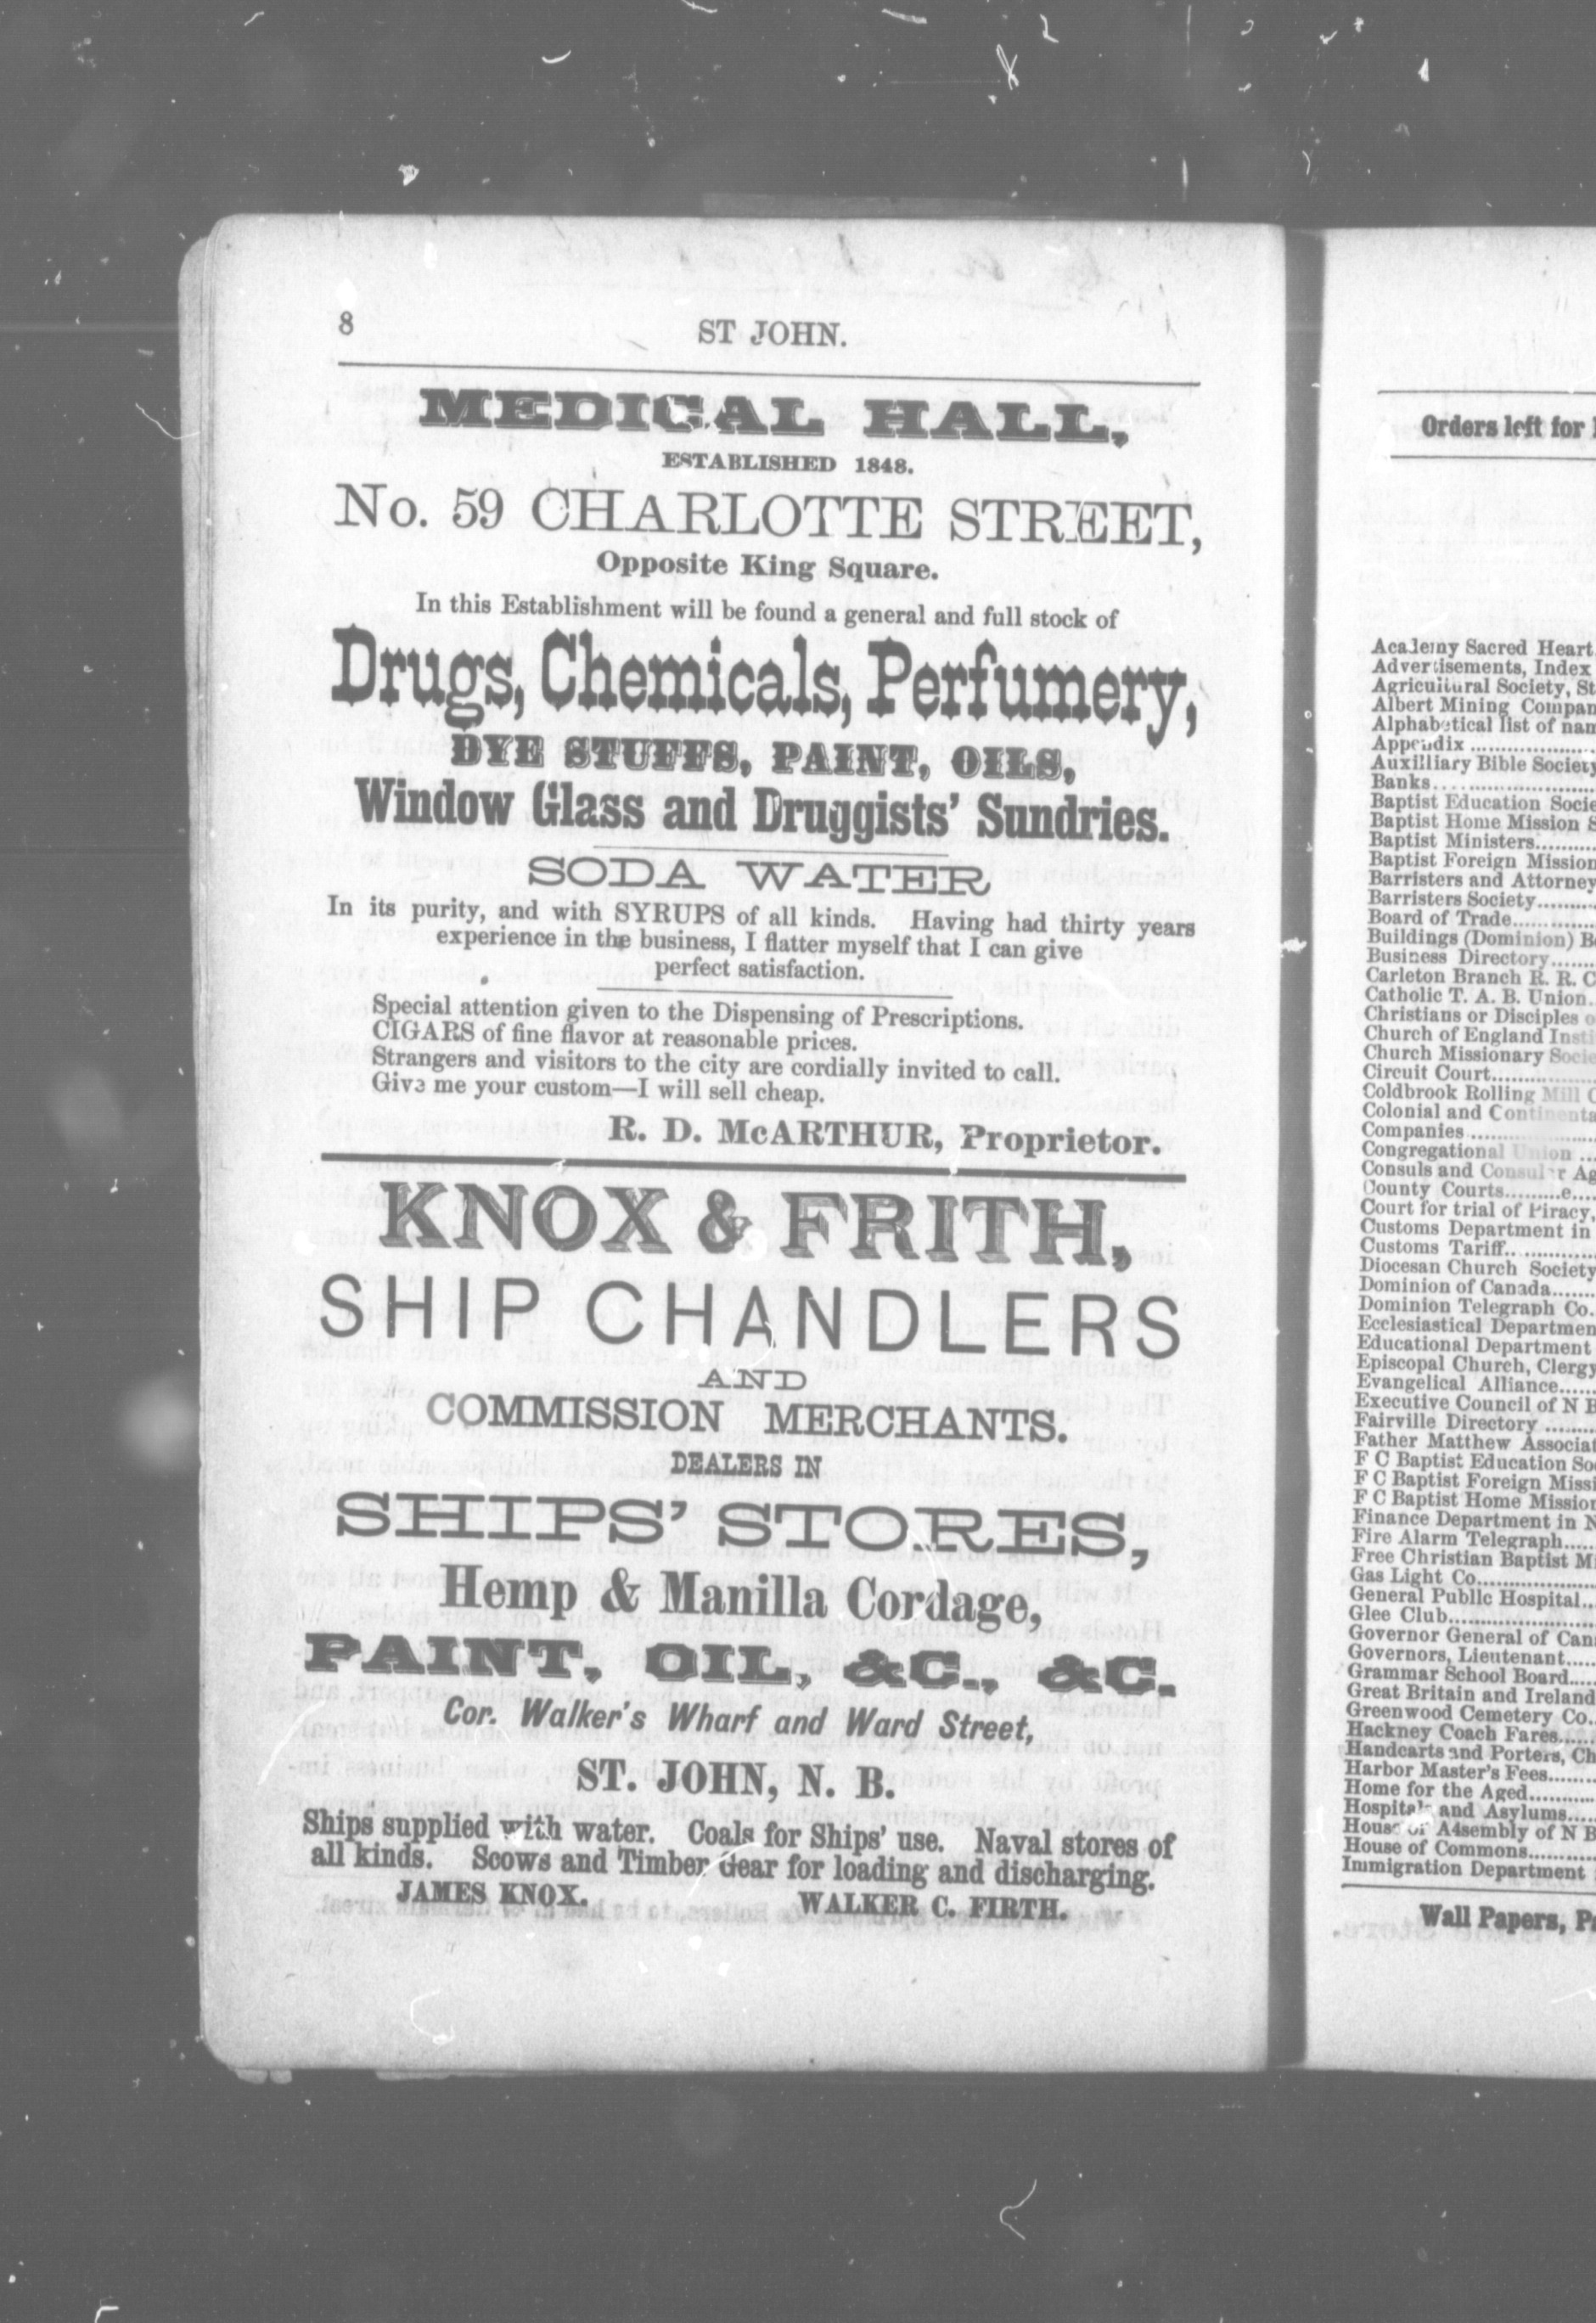 8
ST JOHN.
MEDICAL HALL,
ESTABLISHED 1848.
No. 59 CHARLOTTE STREET,
Opposite King Square.
In this Establishment will be found a general and full stock of
Drugs, Chemicals, Perfumery,
DYE STUFFS, PAINT, OILS,
Window Glass and Druggists' Sundries.
SODA WATER
In its purity, and with SYRUPS of all kinds. Having had thirty years
experience in the business, I flatter myself that I can give
perfect satisfaction.
Special attention given to the Dispensing of Prescriptions.
CIGARS of fine flavor at reasonable prices.
Strangers and visitors to the city are cordially invited to call.
Give me your custom—I will sell cheap.
R. D. McARTHUR, Proprietor.
KNOX & FRITH,
SHIP CHANDLERS
AND
COMMISSION MERCHANTS.
DEALERS IN
SHIPS' STORES,
Hemp & Manilla Cordage,
PAINT, OIL, &C., &C.
Cor. Walker's Wharf and Ward Street,
ST. JOHN, N. B.
Ships supplied with water. Coals for Ships' use. Naval stores of
all kinds. Scows and Timber Gear for loading and discharging.
JAMES KNOX. WALKER C. FIRTH.
Orders left for
Academy Sacred Heart
Advertisements, Index
Agricultural Society, St
Albert Mining Compan
Alphabetical list of nam
Appendix
Auxilliary Bible Society
Banks
Baptist Education Socie
Baptist Home Mission S
Baptist Ministers
Baptist Foreign Mission
Barristers and Attorney
Barristers Society
Board of Trade
Buildings (Dominion) B
Business Directory
Carleton Branch R. R. C
Catholic T. A. B. Union
Christians or Disciples o
Church of England Insti
Church Missionary Socie
Circuit Court
Coldbrook Rolling Mill C
Colonial and Continenta
Companies
Congregational Union
Consuls and Consular Ag
County Courts
Court for trial of Piracy,
Customs Department in
Customs Tariff
Diocesan Church Society
Dominion of Canada
Dominion Telegraph Co.
Ecclesiastical Departmen
Educational Department
Episcopal Church, Clergy
Evangelical Alliance
Executive Council of N B
Fairville Directory
Father Matthew Associat
F C Baptist Education So
F C Baptist Foreign Missi
F C Baptist Home Mission
Finance Department in N
Fire Alarm Telegraph
Free Christian Baptist M
Gas Light Co
General Public Hospital
Glee Club
Governor General of Can
Governors, Lieutenant
Grammar School Board
Great Britain and Ireland
Greenwood Cemetery Co
Hackney Coach Fares
Handcarts and Porters, Ch
Harbor Master's Fees
Home for the Aged
Hospitals and Asylums
House of A4sembly of N B
House of Commons
Immigration Department
Wall Papers, Pa